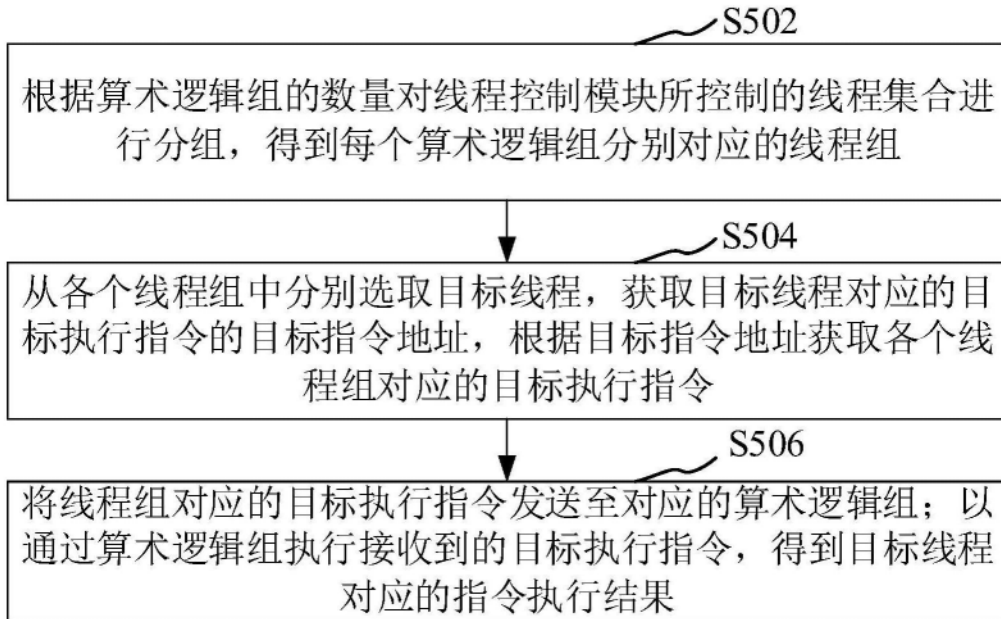 S502
根据算术逻辑组的数量对线程控制模块所控制的线程集合进
行分组，得到每个算术逻辑组分别对应的线程组
S504
从各个线程组中分别选取目标线程，获取目标线程对应的目
标执行指令的目标指令地址，根据目标指令地址获取各个线
程组对应的目标执行指令
S506
将线程组对应的目标执行指令发送至对应的算术逻辑组；以
通过算术逻辑组执行接收到的目标执行指令，得到目标线程
对应的指令执行结果